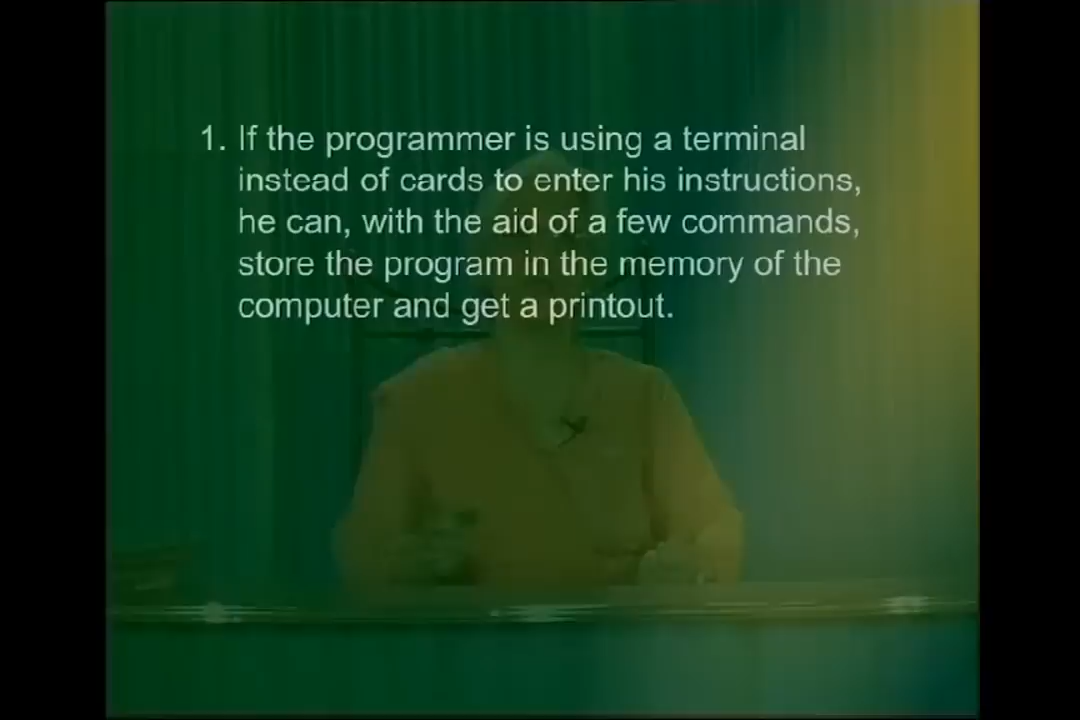 1. If the programmer is using a terminal
instead of cards to enter his instructions,
he can, with the aid of a few commands,
store the program in the memory of the
computer and get a printout.